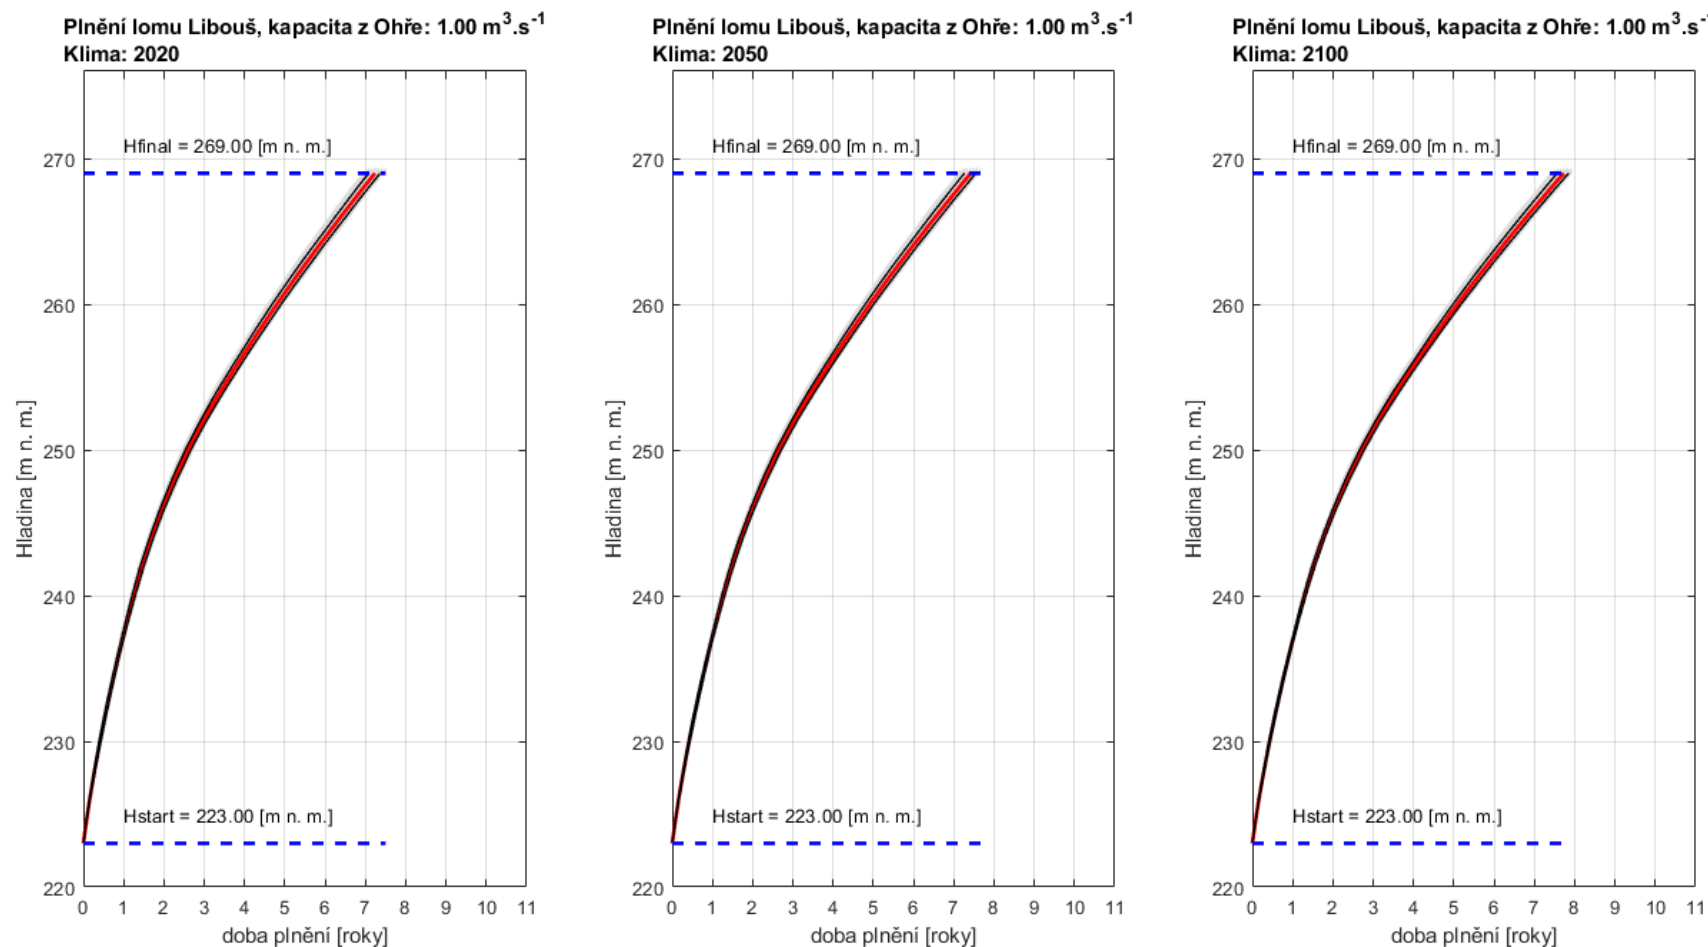 Plnění lomu Libouš, kapacita z Ohře: 1.00 m³.s⁻¹
Klima: 2020
270
260
250
240
230
220
Hladina [m n. m.]
Hfinal = 269.00 [m n. m.]
Hstart = 223.00 [m n. m.]
0 1 2 3 4 5 6 7 8 9 10 11
doba plnění [roky]
Plnění lomu Libouš, kapacita z Ohře: 1.00 m³.s⁻¹
Klima: 2050
270
260
250
240
230
220
Hladina [m n. m.]
Hfinal = 269.00 [m n. m.]
Hstart = 223.00 [m n. m.]
0 1 2 3 4 5 6 7 8 9 10 11
doba plnění [roky]
Plnění lomu Libouš, kapacita z Ohře: 1.00 m³.s⁻
Klima: 2100
270
260
250
240
230
220
Hladina [m n. m.]
Hfinal = 269.00 [m n. m.]
Hstart = 223.00 [m n. m.]
0 1 2 3 4 5 6 7 8 9 10 11
doba plnění [roky]